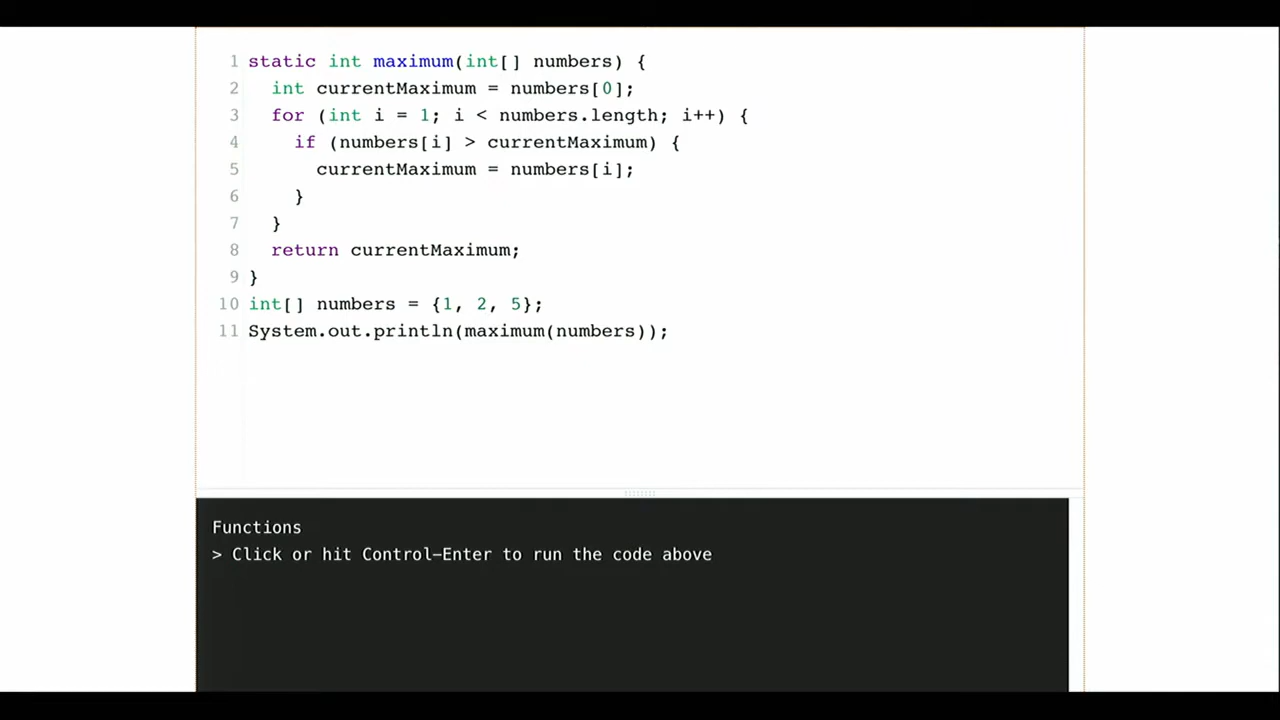 1 static int maximum(int[] numbers) {
2   int currentMaximum = numbers[0];
3   for (int i = 1; i < numbers.length; i++) {
4     if (numbers[i] > currentMaximum) {
5       currentMaximum = numbers[i];
6     }
7   }
8   return currentMaximum;
9 }
10 int[] numbers = {1, 2, 5};
11 System.out.println(maximum(numbers));
Functions
> Click or hit Control-Enter to run the code above